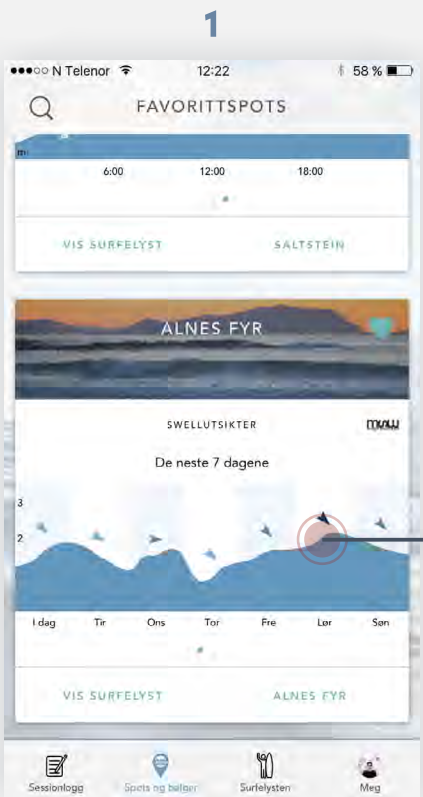 1
N Telenor 12:22 58 %
FAVORITTSPOTS
m
6:00 12:00 18:00
VIS SURFELYST SALTSTEIN
ALNES FYR
SWELLUTSIKTER
De neste 7 dagene
3
2
I dag Tir Ons Tor Fre Lør Søn
VIS SURFELYST ALNES FYR
Sessionlogg Spots og bølger Surfelysten Meg